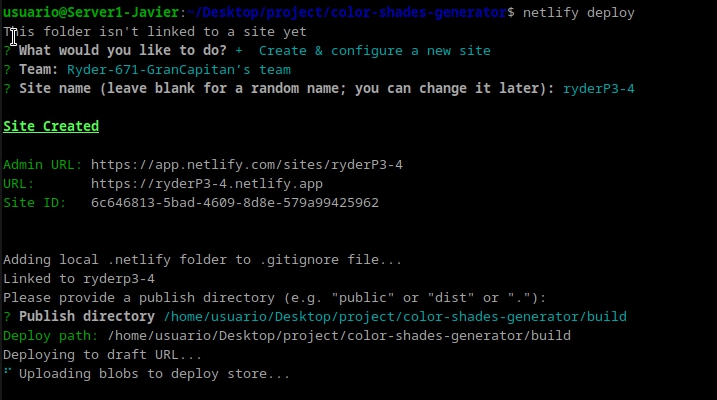 usuario@Server1-Javier:~/Desktop/project/color-shades-generator$ netlify deploy
This folder isn't linked to a site yet
? What would you like to do? +  Create & configure a new site
? Team: Ryder-671-GranCapitan's team
? Site name (leave blank for a random name; you can change it later): ryderP3-4
Site Created
Admin URL: https://app.netlify.com/sites/ryderP3-4
URL:       https://ryderP3-4.netlify.app
Site ID:   6c646813-5bad-4609-8d8e-579a99425962
Adding local .netlify folder to .gitignore file...
Linked to ryderp3-4
Please provide a publish directory (e.g. "public" or "dist" or "."):
? Publish directory /home/usuario/Desktop/project/color-shades-generator/build
Deploy path: /home/usuario/Desktop/project/color-shades-generator/build
Deploying to draft URL...
⠋ Uploading blobs to deploy store...